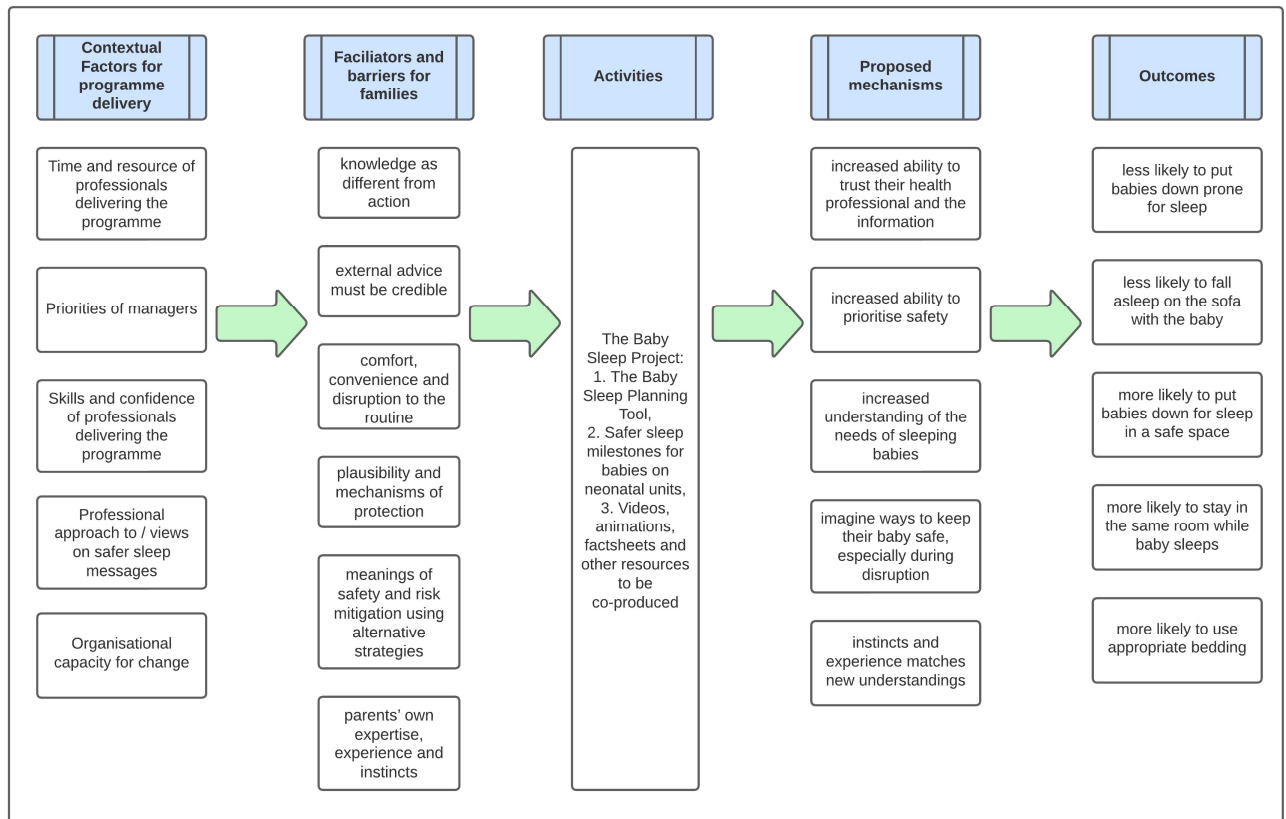 Contextual
Factors for
programme
delivery
Time and resource of
professionals
delivering the
programme
Priorities of managers
Skills and confidence
of professionals
delivering the
programme
Professional
approach to / views
on safer sleep
messages
Organisational
capacity for change
Faciliators and
barriers for
families
knowledge as
different from
action
external advice
must be credible
comfort,
convenience and
disruption to the
routine
plausibility and
mechanisms of
protection
meanings of
safety and risk
mitigation using
alternative
strategies
parents’ own
expertise,
experience and
instincts
Activities
The Baby
Sleep Project:
1. The Baby
Sleep Planning
Tool,
2. Safer sleep
milestones for
babies on
neonatal units,
3. Videos,
animations,
factsheets and
other resources
to be
co-produced
Proposed
mechanisms
increased ability to
trust their health
professional and the
information
increased ability to
prioritise safety
increased
understanding of the
needs of sleeping
babies
imagine ways to keep
their baby safe,
especially during
disruption
instincts and
experience matches
new understandings
Outcomes
less likely to put
babies down prone
for sleep
less likely to fall
asleep on the sofa
with the baby
more likely to put
babies down for sleep
in a safe space
more likely to stay in
the same room while
baby sleeps
more likely to use
appropriate bedding